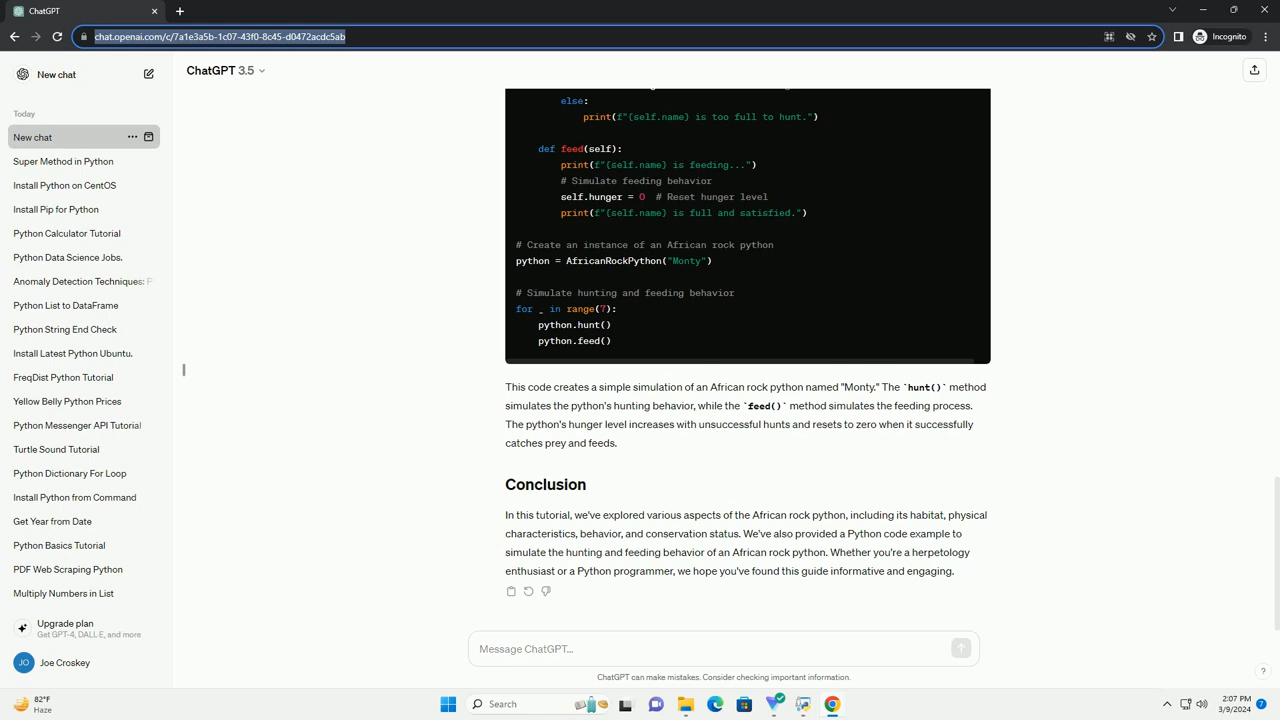 ChatGPT
chat.openai.com/c/7a1e3a5b-1c07-43f0-8c45-d0472acdc5ab
Incognito
New chat
ChatGPT 3.5
Today
New chat
Super Method in Python
Install Python on CentOS
Install Pip for Python
Python Calculator Tutorial
Python Data Science Jobs.
Anomaly Detection Techniques: P
Python List to DataFrame
Python String End Check
Install Latest Python Ubuntu.
FreqDist Python Tutorial
Yellow Belly Python Prices
Python Messenger API Tutorial
Turtle Sound Tutorial
Python Dictionary For Loop
Install Python from Command
Get Year from Date
Python Basics Tutorial
PDF Web Scraping Python
Multiply Numbers in List
Upgrade plan
Get GPT-4, DALL·E, and more
JO
Joe Croskey
else:
print(f"{self.name} is too full to hunt.")
def feed(self):
print(f"{self.name} is feeding...")
# Simulate feeding behavior
self.hunger = 0  # Reset hunger level
print(f"{self.name} is full and satisfied.")
# Create an instance of an African rock python
python = AfricanRockPython("Monty")
# Simulate hunting and feeding behavior
for _ in range(7):
python.hunt()
python.feed()
This code creates a simple simulation of an African rock python named "Monty." The `hunt()` method
simulates the python's hunting behavior, while the `feed()` method simulates the feeding process.
The python's hunger level increases with unsuccessful hunts and resets to zero when it successfully
catches prey and feeds.
Conclusion
In this tutorial, we've explored various aspects of the African rock python, including its habitat, physical
characteristics, behavior, and conservation status. We've also provided a Python code example to
simulate the hunting and feeding behavior of an African rock python. Whether you're a herpetology
enthusiast or a Python programmer, we hope you've found this guide informative and engaging.
Message ChatGPT...
ChatGPT can make mistakes. Consider checking important information.
?
82°F
Haze
Search
2:07 PM
3/9/2024
7